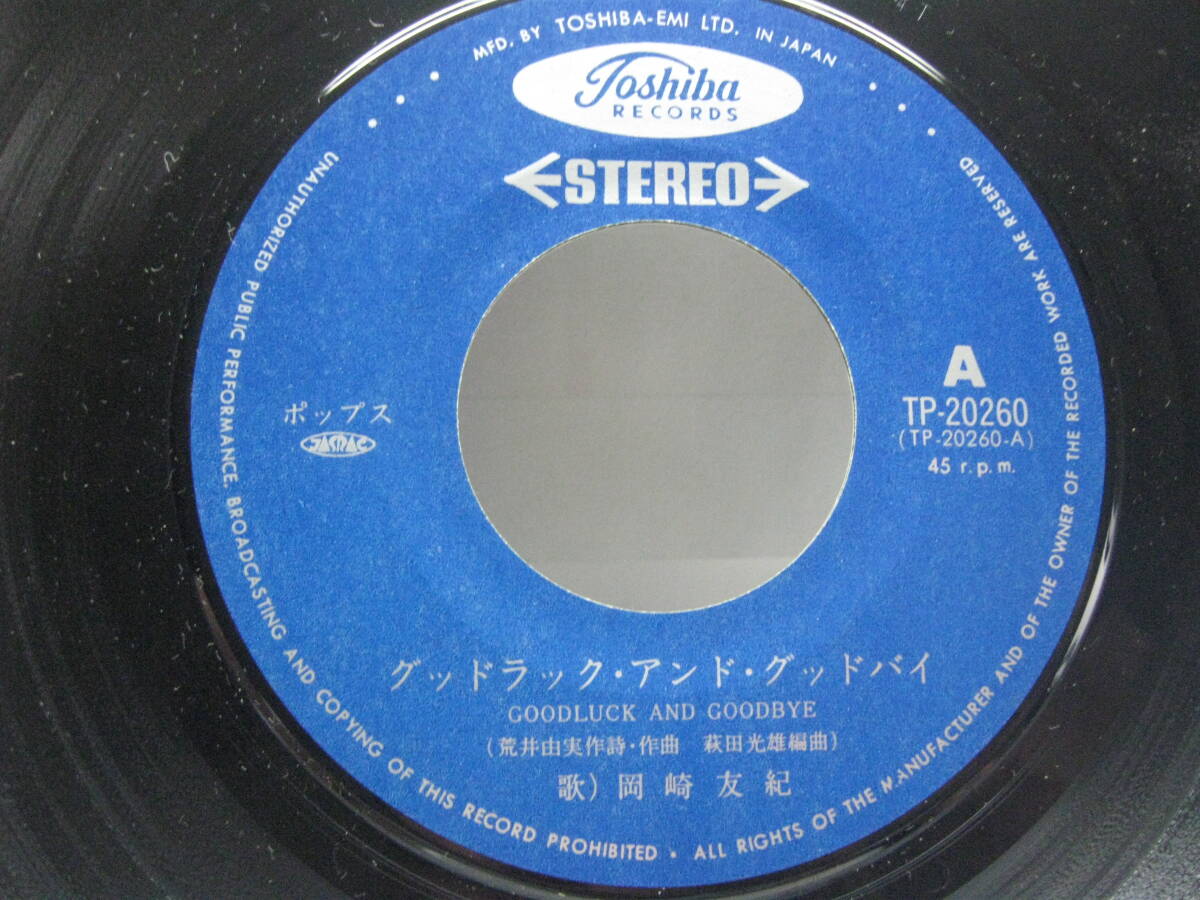 MFD. BY TOSHIBA-EMI LTD. IN JAPAN
Toshiba
RECORDS
STEREO
ポップス
JASRAC
A
TP-20260
(TP-20260-A)
45 r.p.m.
グッドラック・アンド・グッドバイ
GOODLUCK AND GOODBYE
(荒井由実作詩・作曲 萩田光雄編曲)
歌) 岡崎友紀
UNAUTHORIZED PUBLIC PERFORMANCE, BROADCASTING AND COPYING OF THIS RECORD PROHIBITED • ALL RIGHTS OF THE MANUFACTURER AND OF THE OWNER OF THE RECORDED WORK ARE RESERVED